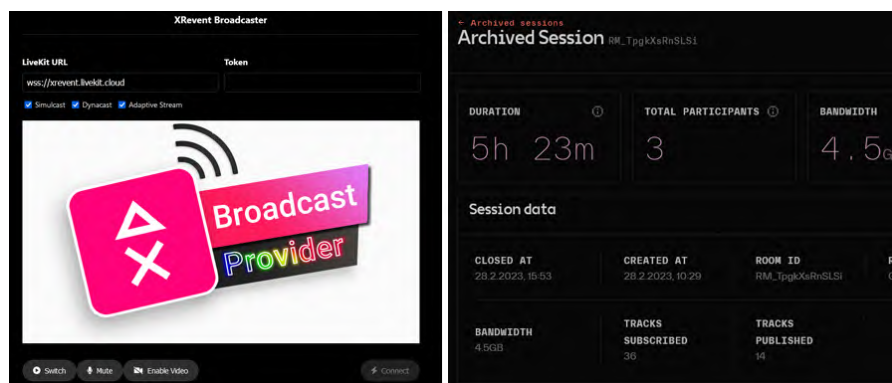 XRevent Broadcaster
LiveKit URL
Token
wss://xrevent.livekit.cloud
Simulcast Dynacast Adaptive Stream
Broadcast
Provider
Switch Mute Enable Video Connect
← Archived sessions
Archived Session RM_TpgkXsRnSLSi
DURATION TOTAL PARTICIPANTS BANDWIDTH
5h 23m 3 4.5G
Session data
CLOSED AT CREATED AT ROOM ID
28.2.2023, 15:53 28.2.2023, 10:29 RM_TpgkXsRnSLSi
BANDWIDTH TRACKS SUBSCRIBED TRACKS PUBLISHED
4.5GB 36 14